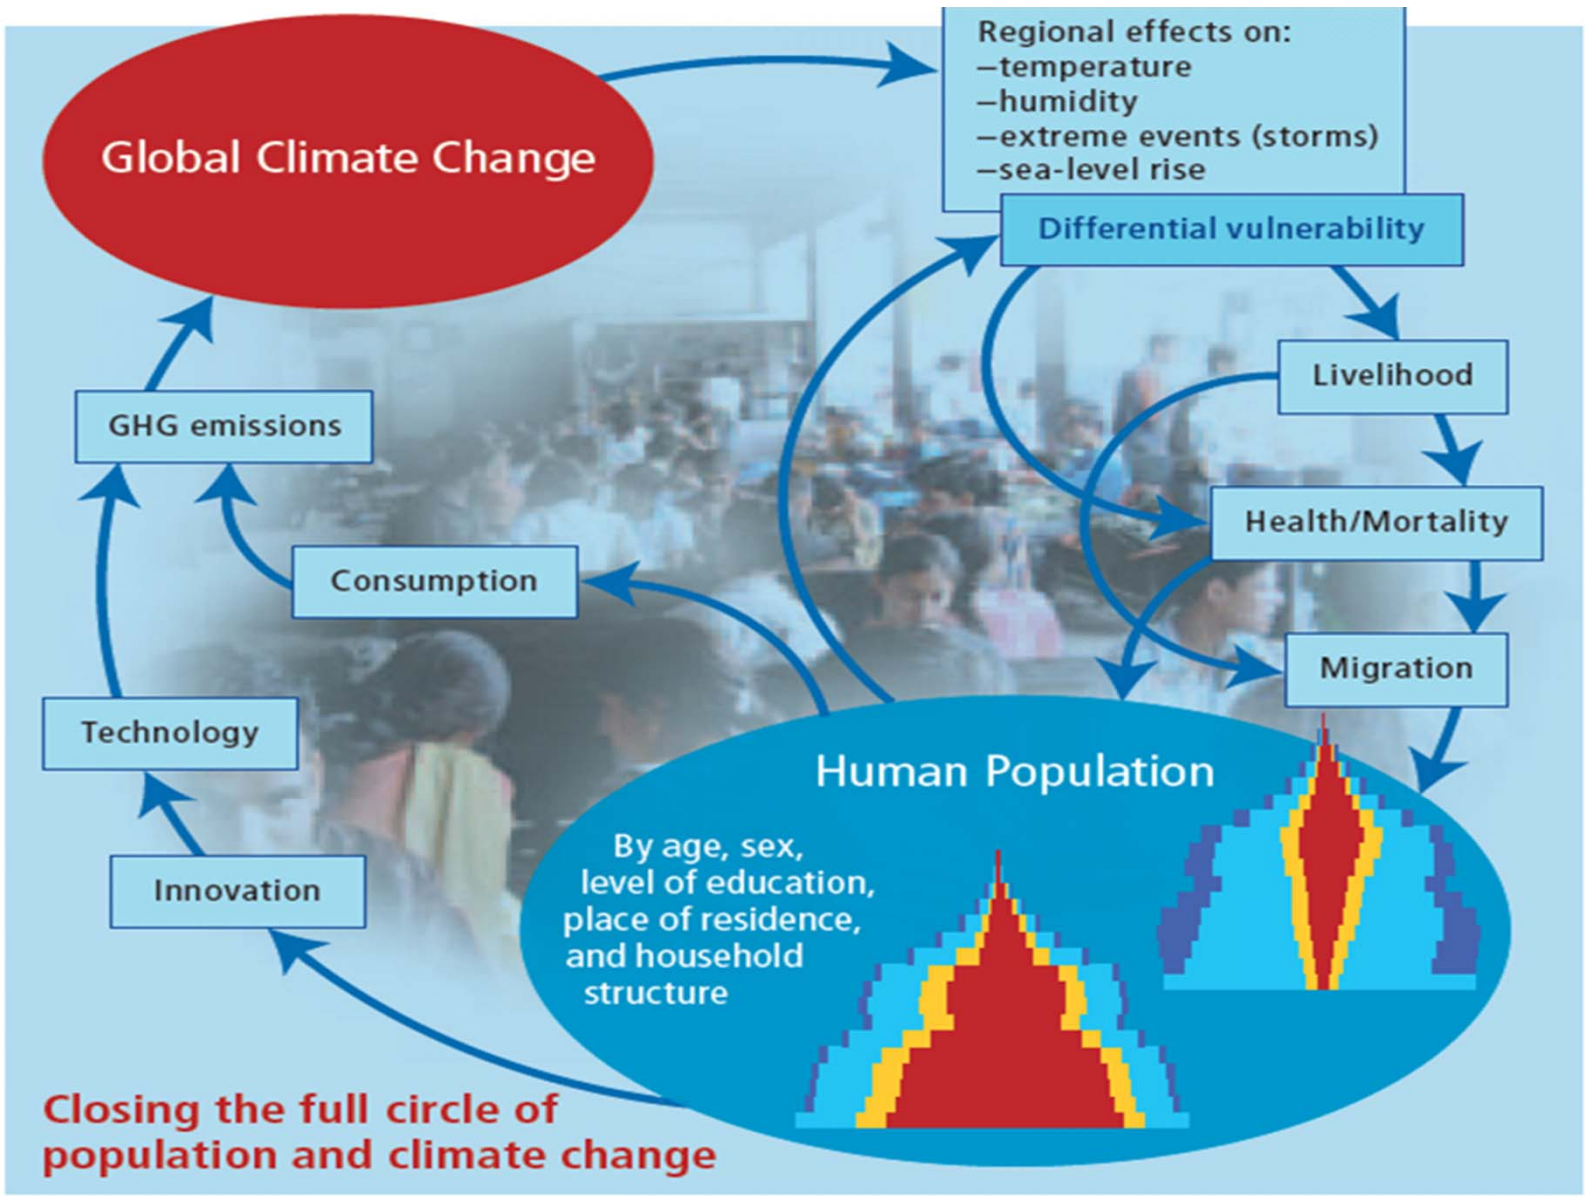 Global Climate Change
Regional effects on:
–temperature
–humidity
–extreme events (storms)
–sea-level rise
Differential vulnerability
Livelihood
GHG emissions
Health/Mortality
Consumption
Migration
Technology
Human Population
By age, sex,
level of education,
place of residence,
and household
structure
Innovation
Closing the full circle of
population and climate change